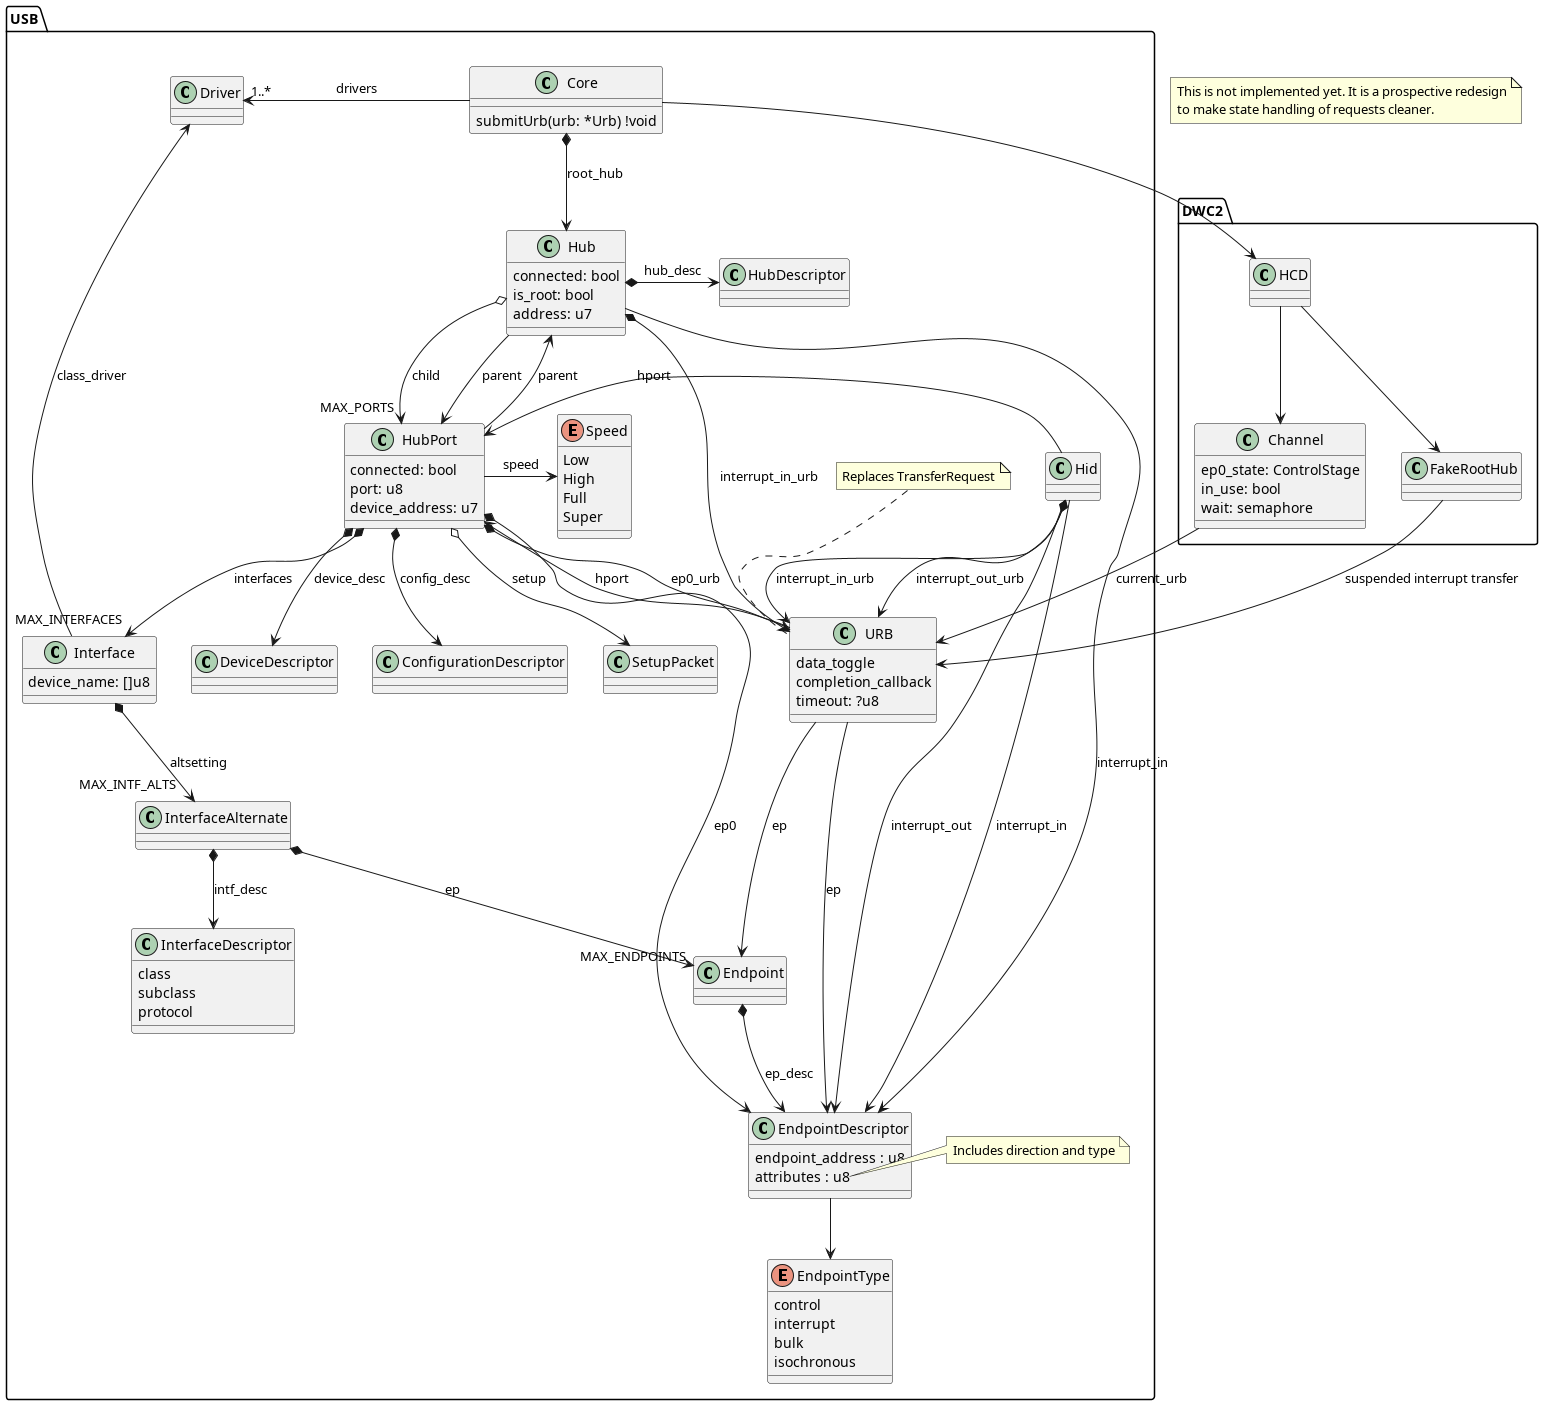 USB
C Core
submitUrb(urb: *Urb) !void
C Driver
1..*
drivers
This is not implemented yet. It is a prospective redesign
to make state handling of requests cleaner.
root_hub
DWC2
C Hub
connected: bool
is_root: bool
address: u7
hub_desc
C HubDescriptor
C HCD
class_driver
child
parent
parent
hport
MAX_PORTS
C HubPort
connected: bool
port: u8
device_address: u7
speed
E Speed
Low
High
Full
Super
interrupt_in_urb
Replaces TransferRequest
C Hid
C Channel
ep0_state: ControlStage
in_use: bool
wait: semaphore
C FakeRootHub
interfaces
device_desc
config_desc
setup
hport
ep0_urb
interrupt_in_urb
interrupt_out_urb
current_urb
suspended interrupt transfer
MAX_INTERFACES
C Interface
device_name: []u8
C DeviceDescriptor
C ConfigurationDescriptor
C SetupPacket
C URB
data_toggle
completion_callback
timeout: ?u8
altsetting
interrupt_in
MAX_INTF_ALTS
C InterfaceAlternate
ep0
ep
interrupt_out
interrupt_in
intf_desc
ep
ep
C InterfaceDescriptor
class
subclass
protocol
MAX_ENDPOINTS
C Endpoint
ep_desc
C EndpointDescriptor
endpoint_address : u8
attributes : u8
Includes direction and type
E EndpointType
control
interrupt
bulk
isochronous